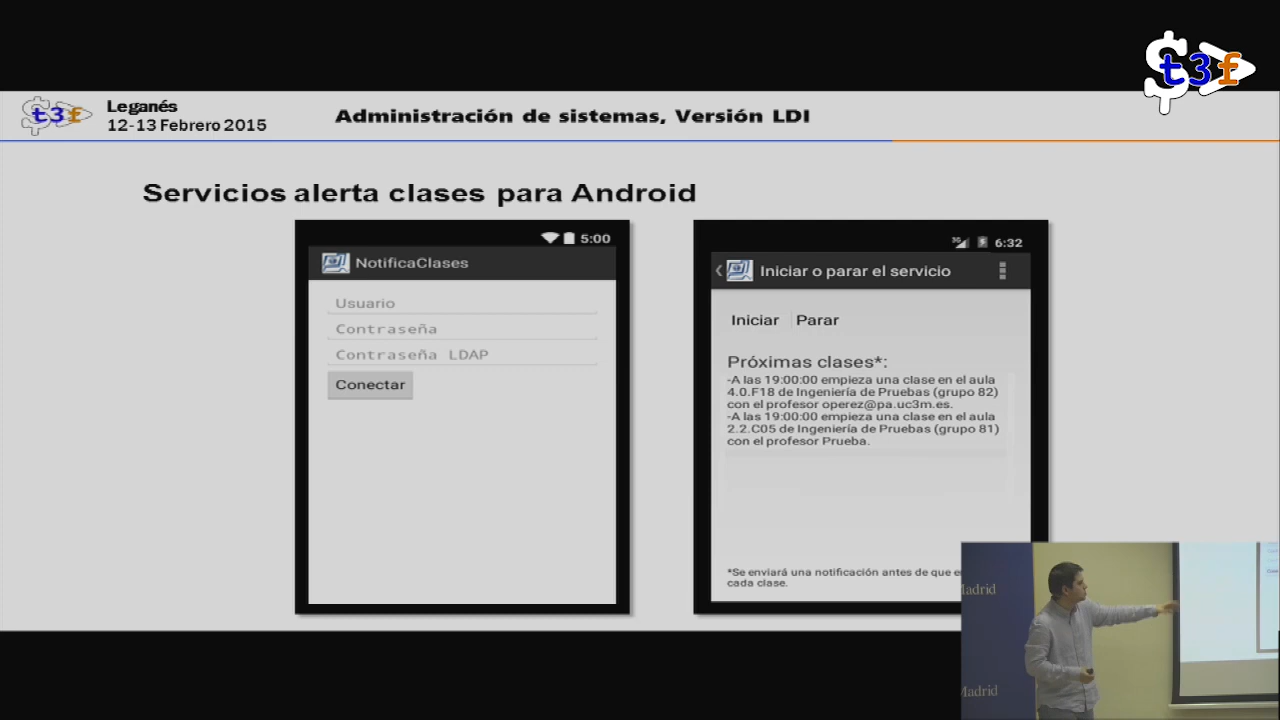 $t3f
$t3f
Leganés
12-13 Febrero 2015
Administración de sistemas, Versión LDI
Servicios alerta clases para Android
5:00
NotificaClases
Usuario
Contraseña
Contraseña LDAP
Conectar
3G 6:32
Iniciar o parar el servicio
Iniciar Parar
Próximas clases*:
-A las 19:00:00 empieza una clase en el aula
4.0.F18 de Ingeniería de Pruebas (grupo 82)
con el profesor operez@pa.uc3m.es.
-A las 19:00:00 empieza una clase en el aula
2.2.C05 de Ingeniería de Pruebas (grupo 81)
con el profesor Prueba.
*Se enviará una notificación antes de que
cada clase.
Madrid
Madrid